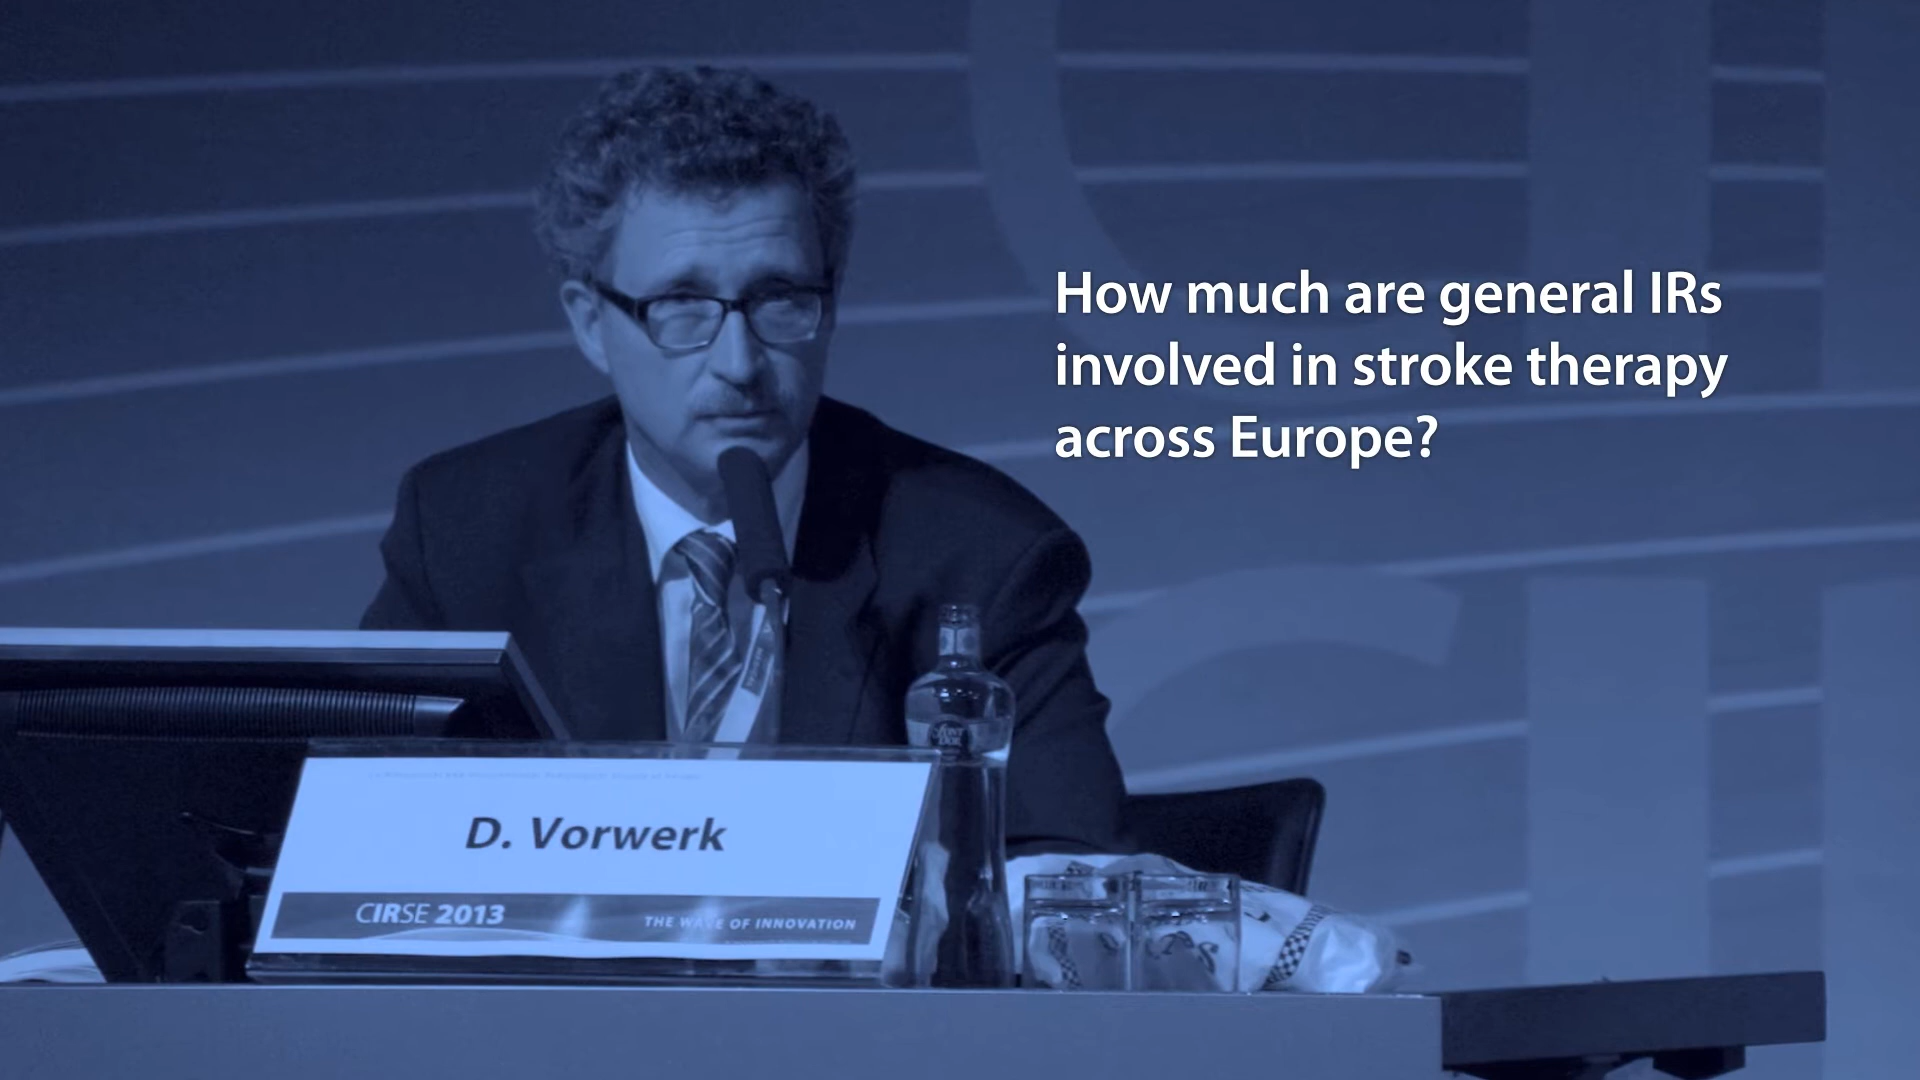 How much are general IRs
involved in stroke therapy
across Europe?
D. Vorwerk
CIRSE 2013
THE WAVE OF INNOVATION